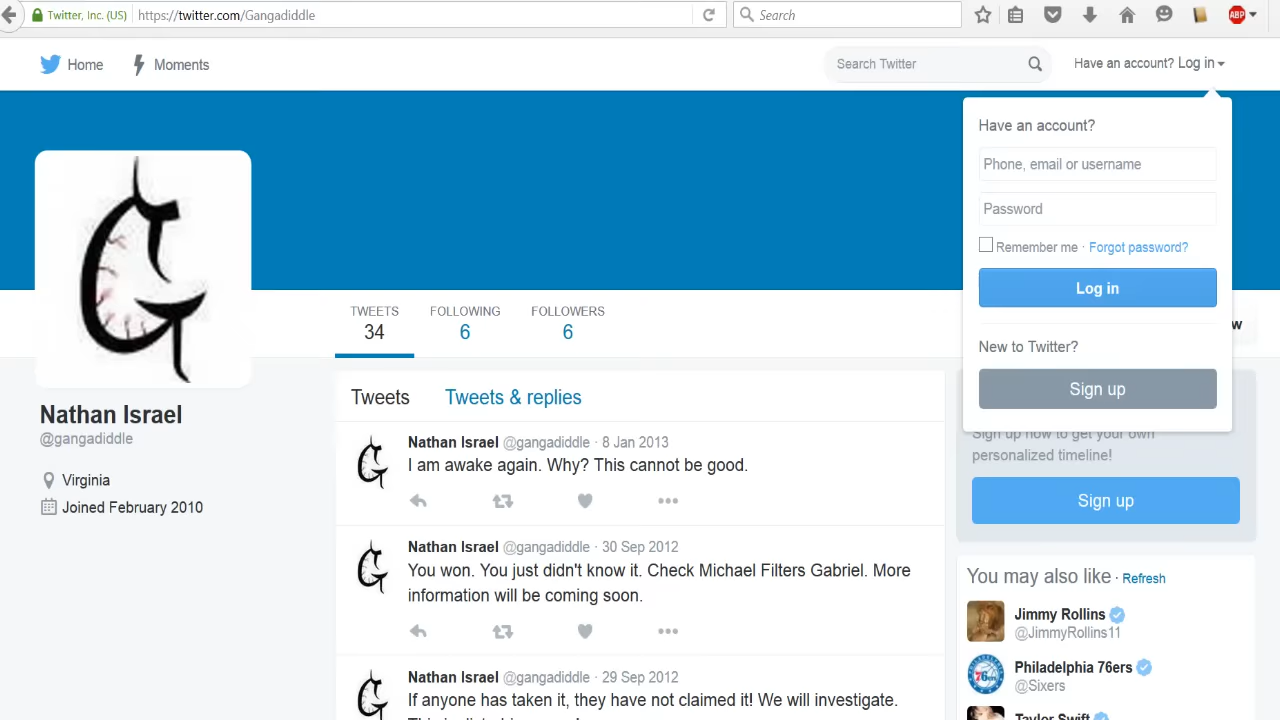 Twitter, Inc. (US) https://twitter.com/Gangadiddle Search ABP
Home Moments Search Twitter Have an account? Log in
Have an account?
Phone, email or username
Password
Remember me · Forgot password?
Log in
New to Twitter?
Sign up
TWEETS FOLLOWING FOLLOWERS
34 6 6
Nathan Israel
@gangadiddle
Virginia
Joined February 2010
Tweets Tweets & replies
Nathan Israel @gangadiddle · 8 Jan 2013
I am awake again. Why? This cannot be good.
Nathan Israel @gangadiddle · 30 Sep 2012
You won. You just didn't know it. Check Michael Filters Gabriel. More
information will be coming soon.
Nathan Israel @gangadiddle · 29 Sep 2012
If anyone has taken it, they have not claimed it! We will investigate.
Sign up now to get your own
personalized timeline!
Sign up
You may also like · Refresh
Jimmy Rollins
@JimmyRollins11
Philadelphia 76ers
@Sixers
Taylor Swift